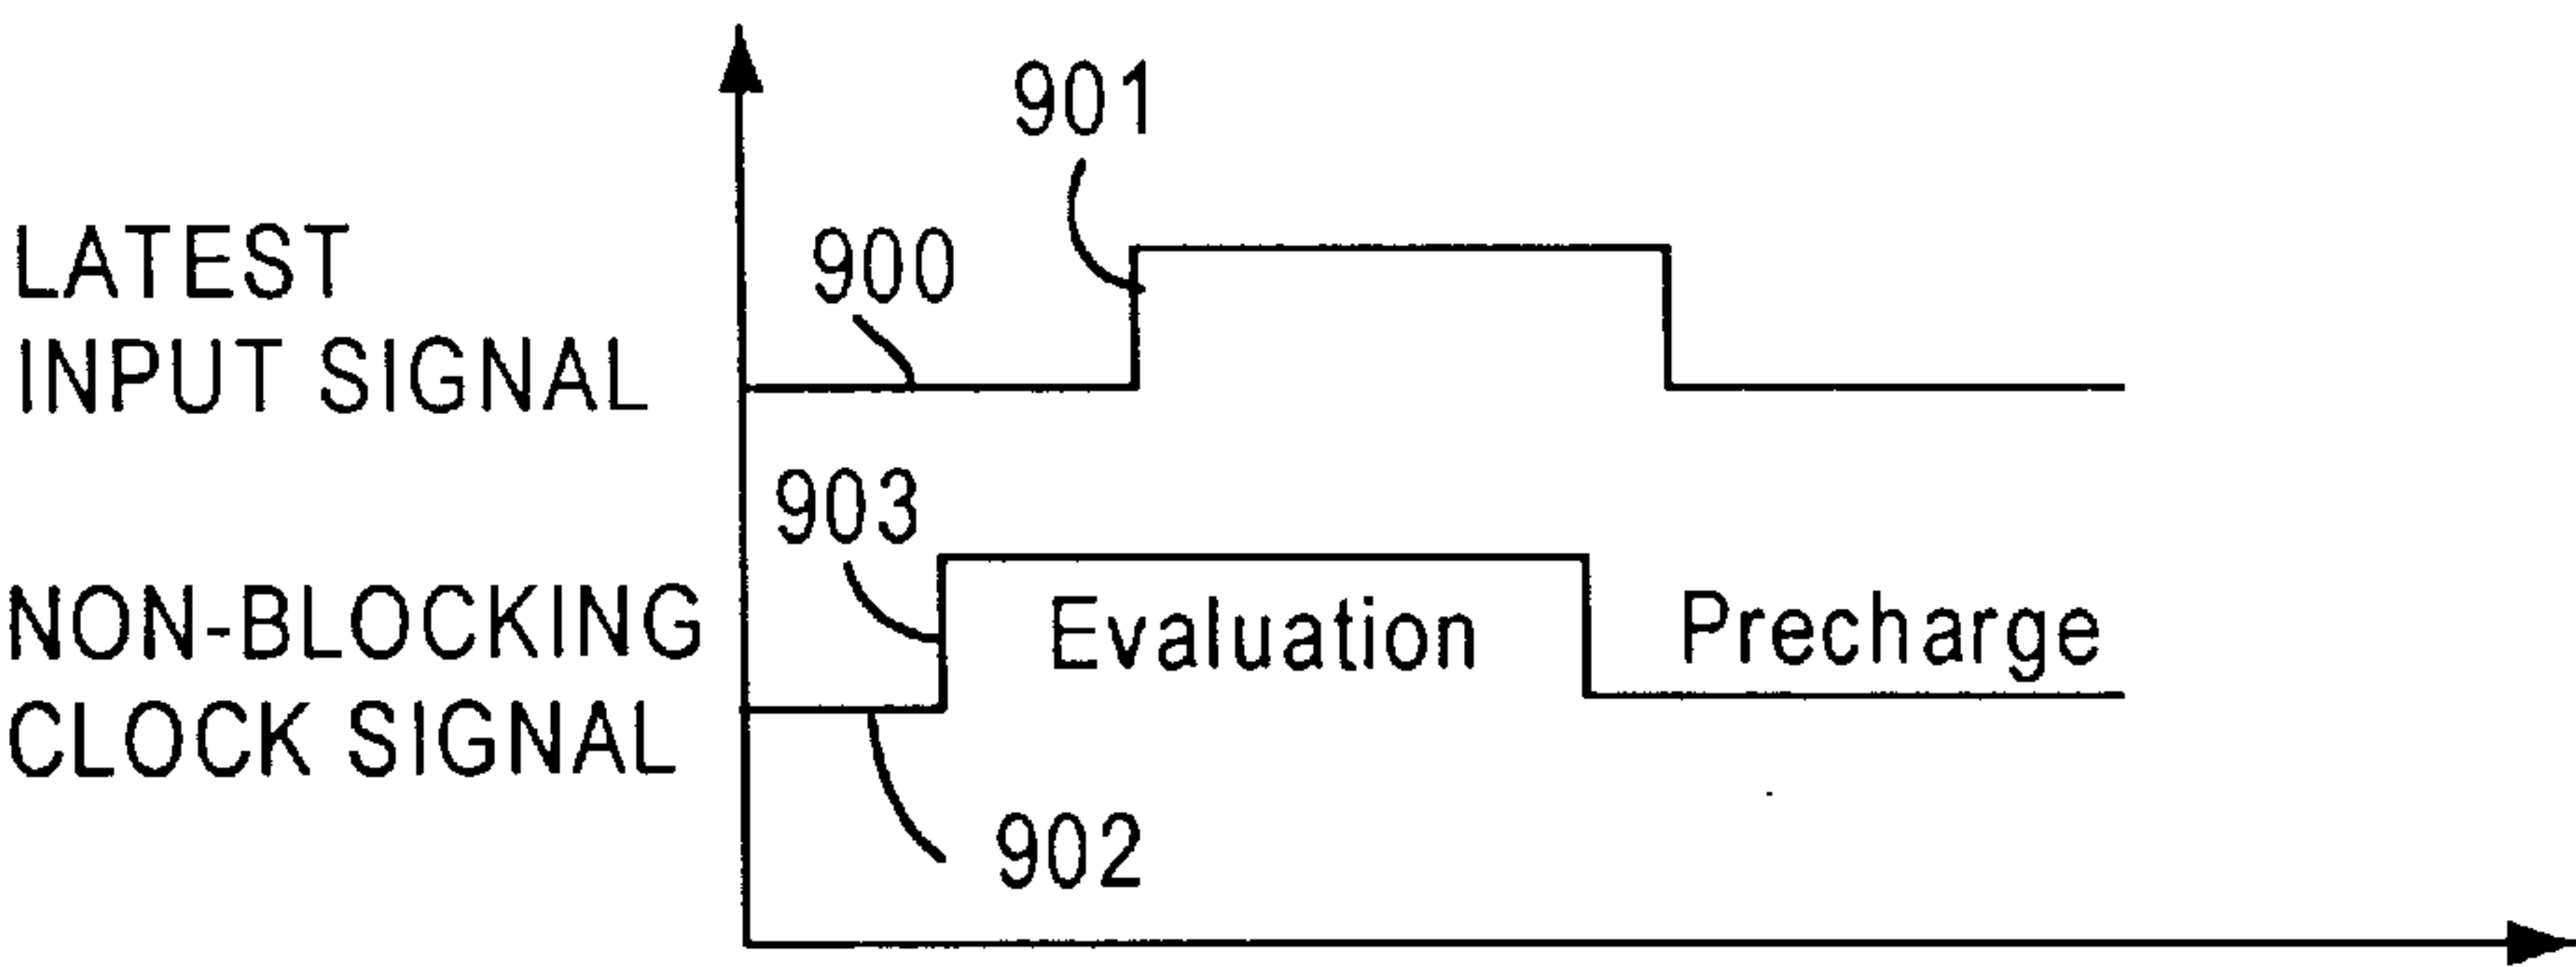 901
900
LATEST
INPUT SIGNAL
903
NON-BLOCKING
CLOCK SIGNAL
Evaluation
Precharge
902